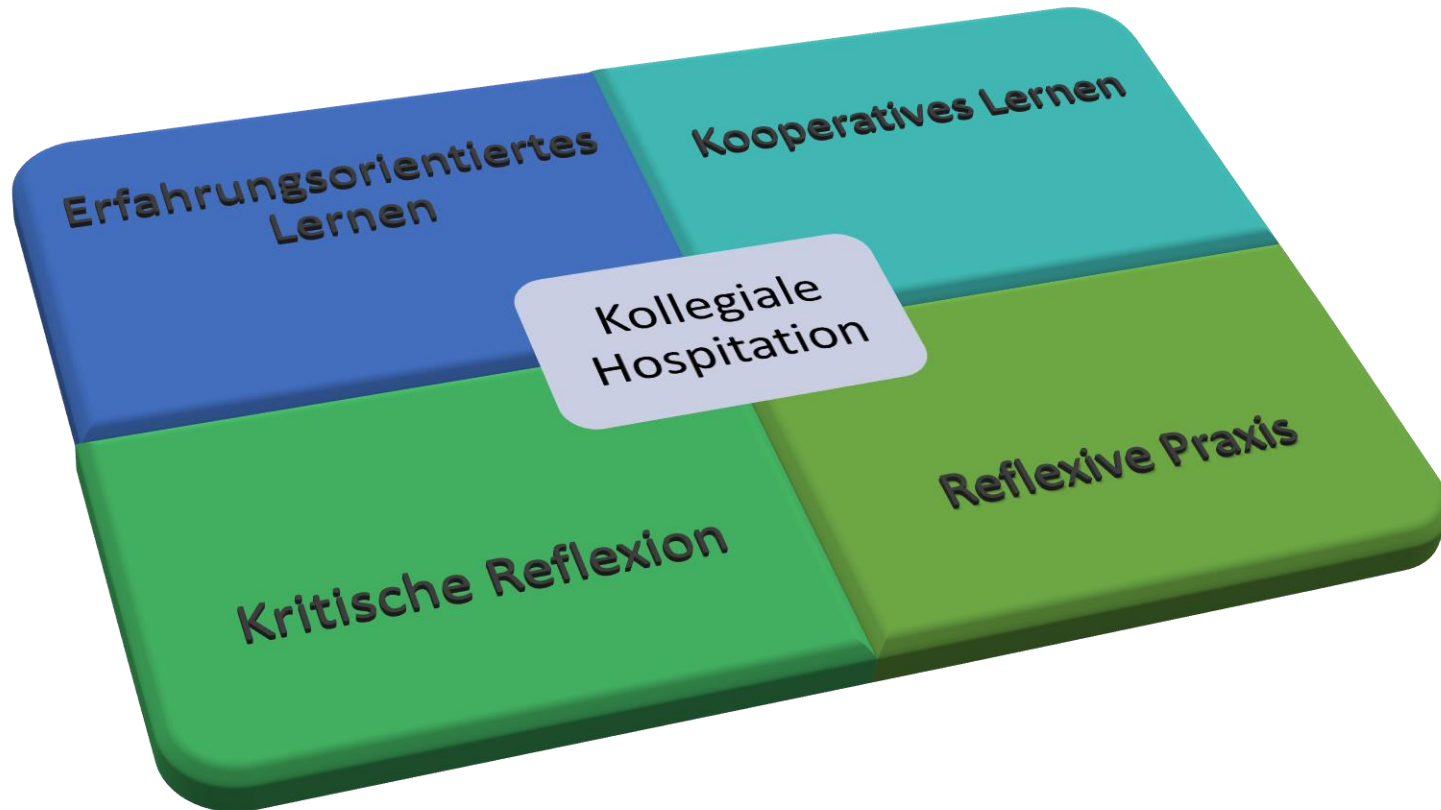 Erfahrungsorientiertes
Lernen
Kooperatives Lernen
Kollegiale
Hospitation
Kritische Reflexion
Reflexive Praxis